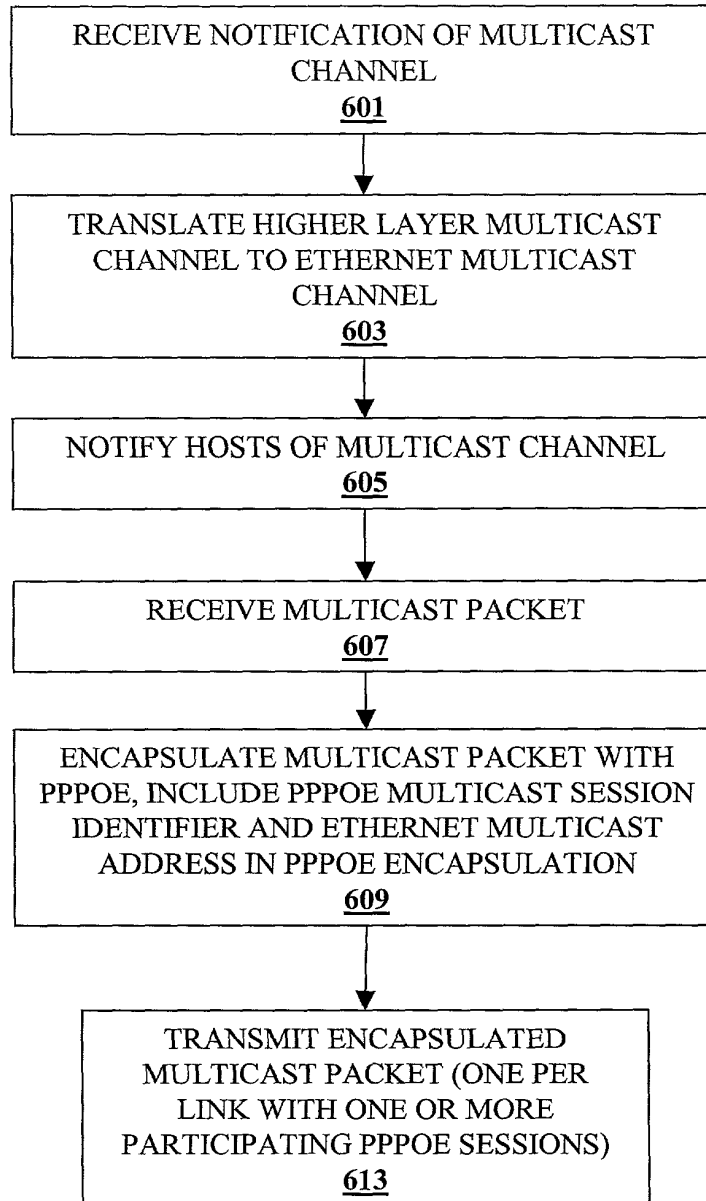 RECEIVE NOTIFICATION OF MULTICAST
CHANNEL
601
TRANSLATE HIGHER LAYER MULTICAST
CHANNEL TO ETHERNET MULTICAST
CHANNEL
603
NOTIFY HOSTS OF MULTICAST CHANNEL
605
RECEIVE MULTICAST PACKET
607
ENCAPSULATE MULTICAST PACKET WITH
PPPOE, INCLUDE PPPOE MULTICAST SESSION
IDENTIFIER AND ETHERNET MULTICAST
ADDRESS IN PPPOE ENCAPSULATION
609
TRANSMIT ENCAPSULATED
MULTICAST PACKET (ONE PER
LINK WITH ONE OR MORE
PARTICIPATING PPPOE SESSIONS)
613